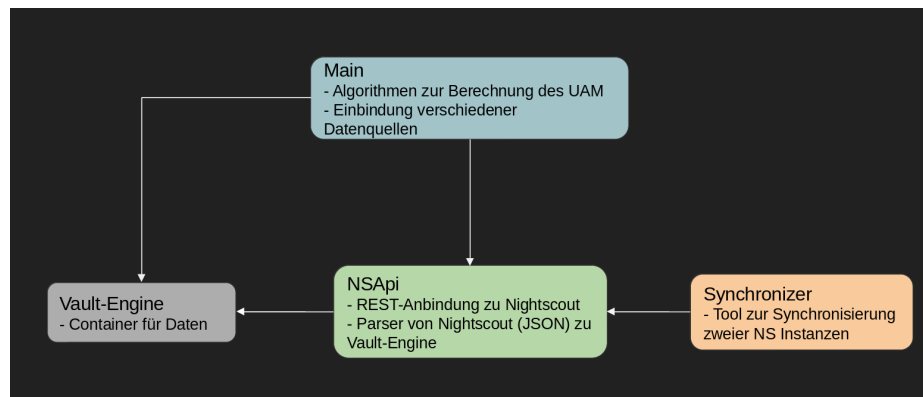 Main
- Algorithmen zur Berechnung des UAM
- Einbindung verschiedener
Datenquellen
Vault-Engine
- Container für Daten
NSApi
- REST-Anbindung zu Nightscout
- Parser von Nightscout (JSON) zu
Vault-Engine
Synchronizer
- Tool zur Synchronisierung
zweier NS Instanzen